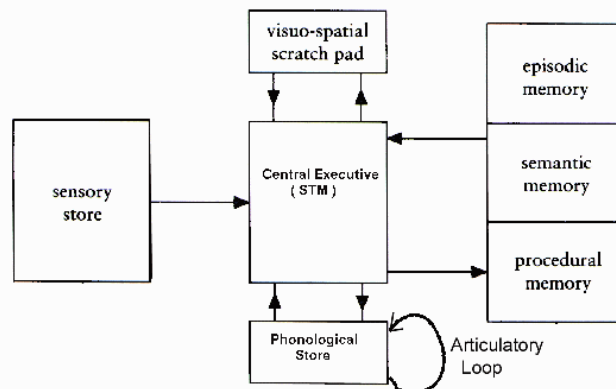 visuo-spatial
scratch pad
episodic
memory
Central Executive
( STM )
sensory
store
semantic
memory
procedural
memory
Phonological
Store
Articulatory
Loop